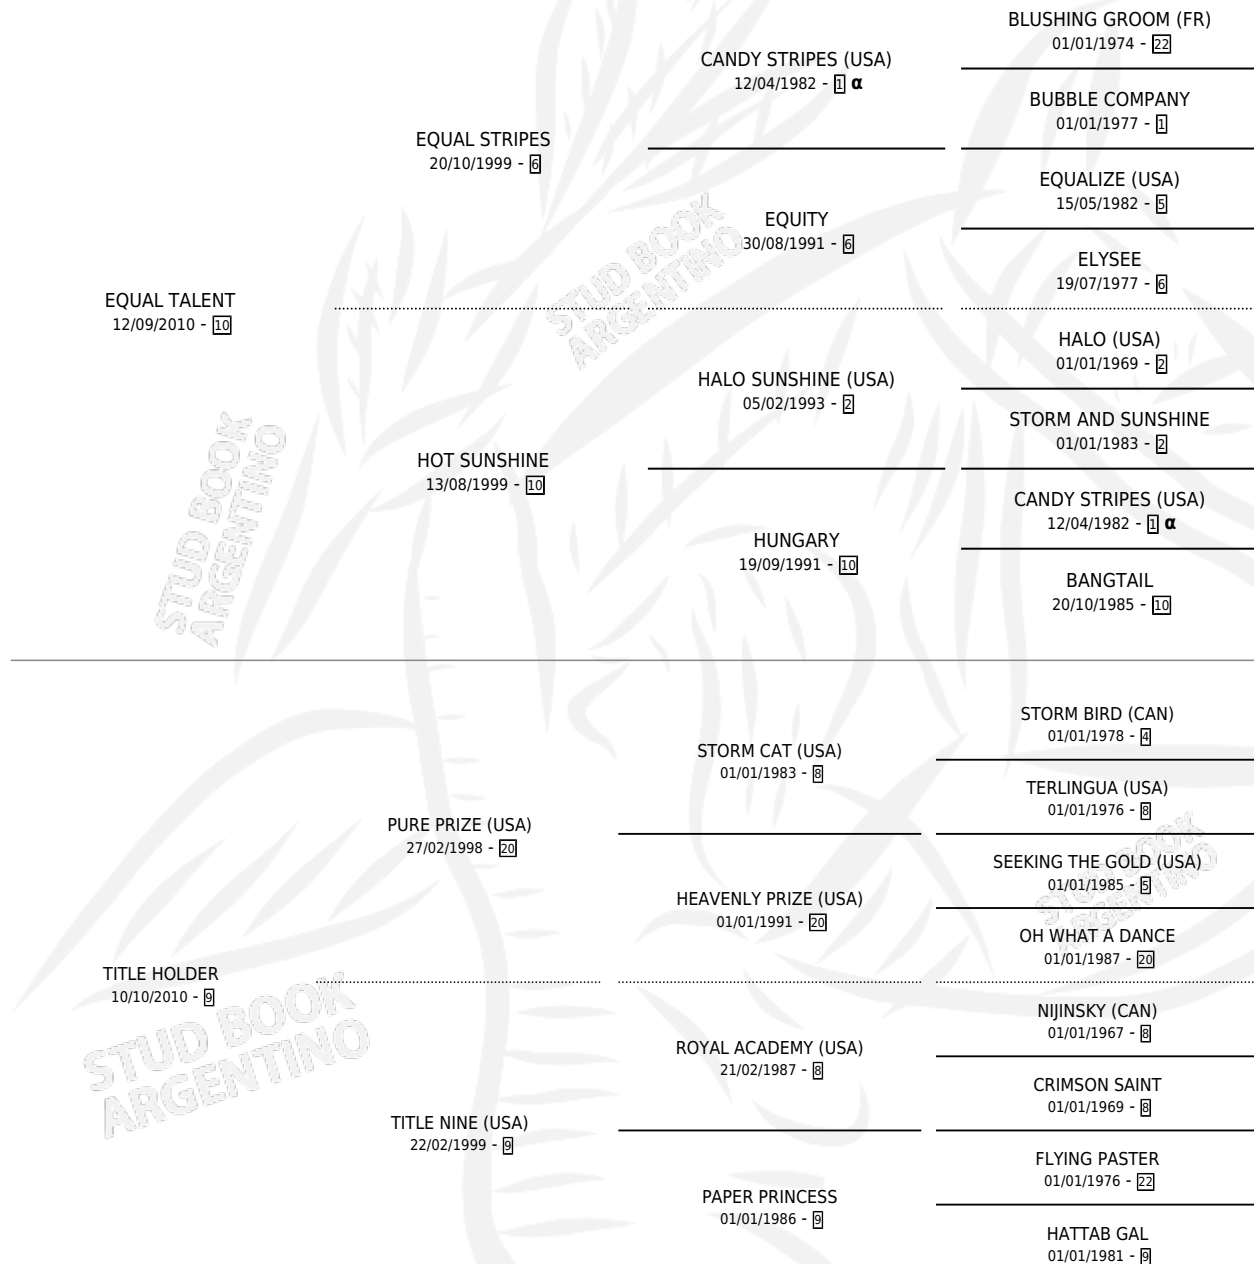 BLUSHING GROOM (FR)
01/01/1974 - 22
CANDY STRIPES (USA)
12/04/1982 - 1 α
BUBBLE COMPANY
01/01/1977 - 1
EQUAL STRIPES
20/10/1999 - 6
EQUALIZE (USA)
15/05/1982 - 5
EQUITY
30/08/1991 - 6
ELYSEE
19/07/1977 - 6
EQUAL TALENT
12/09/2010 - 10
HALO (USA)
01/01/1969 - 2
HALO SUNSHINE (USA)
05/02/1993 - 2
STORM AND SUNSHINE
01/01/1983 - 2
HOT SUNSHINE
13/08/1999 - 10
CANDY STRIPES (USA)
12/04/1982 - 1 α
HUNGARY
19/09/1991 - 10
BANGTAIL
20/10/1985 - 10
STUD BOOK
ARGENTINO
STUD BOOK
ARGENTINO
STORM BIRD (CAN)
01/01/1978 - 4
STORM CAT (USA)
01/01/1983 - 8
TERLINGUA (USA)
01/01/1976 - 8
PURE PRIZE (USA)
27/02/1998 - 20
SEEKING THE GOLD (USA)
01/01/1985 - 5
HEAVENLY PRIZE (USA)
01/01/1991 - 20
OH WHAT A DANCE
01/01/1987 - 20
TITLE HOLDER
10/10/2010 - 9
NIJINSKY (CAN)
01/01/1967 - 8
ROYAL ACADEMY (USA)
21/02/1987 - 8
CRIMSON SAINT
01/01/1969 - 8
TITLE NINE (USA)
22/02/1999 - 9
FLYING PASTER
01/01/1976 - 22
PAPER PRINCESS
01/01/1986 - 9
HATTAB GAL
01/01/1981 - 9
STUD BOOK
ARGENTINO
STUD BOOK
ARGENTINO